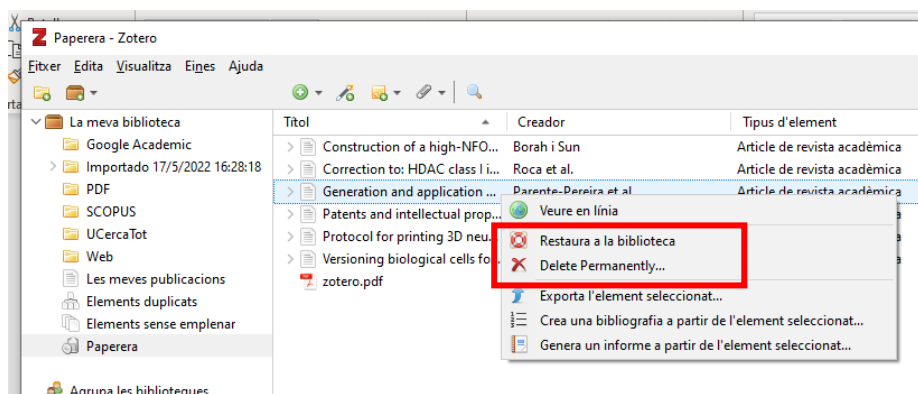 Paperera - Zotero
Fitxer Edita Visualitza Eines Ajuda
La meva biblioteca
Google Academic
Importado 17/5/2022 16:28:18
PDF
SCOPUS
UCercaTot
Web
Les meves publicacions
Elements duplicats
Elements sense emplenar
Paperera
Agrupa les biblioteques
Títol Creador Tipus d'element
Construction of a high-NFO... Borah i Sun Article de revista acadèmica
Correction to: HDAC class I i... Roca et al. Article de revista acadèmica
Generation and application ... Parente-Pereira et al. Article de revista acadèmica
Patents and intellectual prop...
Protocol for printing 3D neu...
Versioning biological cells fo...
zotero.pdf
Veure en línia
Restaura a la biblioteca
Delete Permanently...
Exporta l'element seleccionat...
Crea una bibliografia a partir de l'element seleccionat...
Genera un informe a partir de l'element seleccionat...